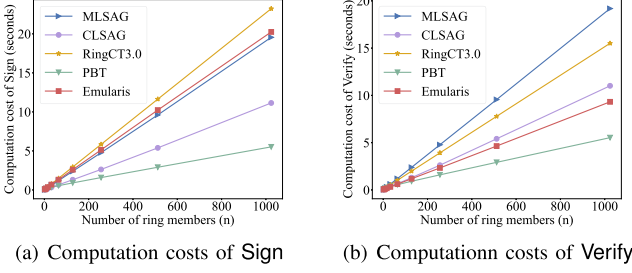 Computation cost of Sign (seconds)
20
15
10
5
0
MLSAG
CLSAG
RingCT3.0
PBT
Emularis
0 200 400 600 800 1000
Number of ring members (n)
(a) Computation costs of Sign
Computation cost of Verify (seconds)
20
15
10
5
0
MLSAG
CLSAG
RingCT3.0
PBT
Emularis
0 200 400 600 800 1000
Number of ring members (n)
(b) Computationn costs of Verify